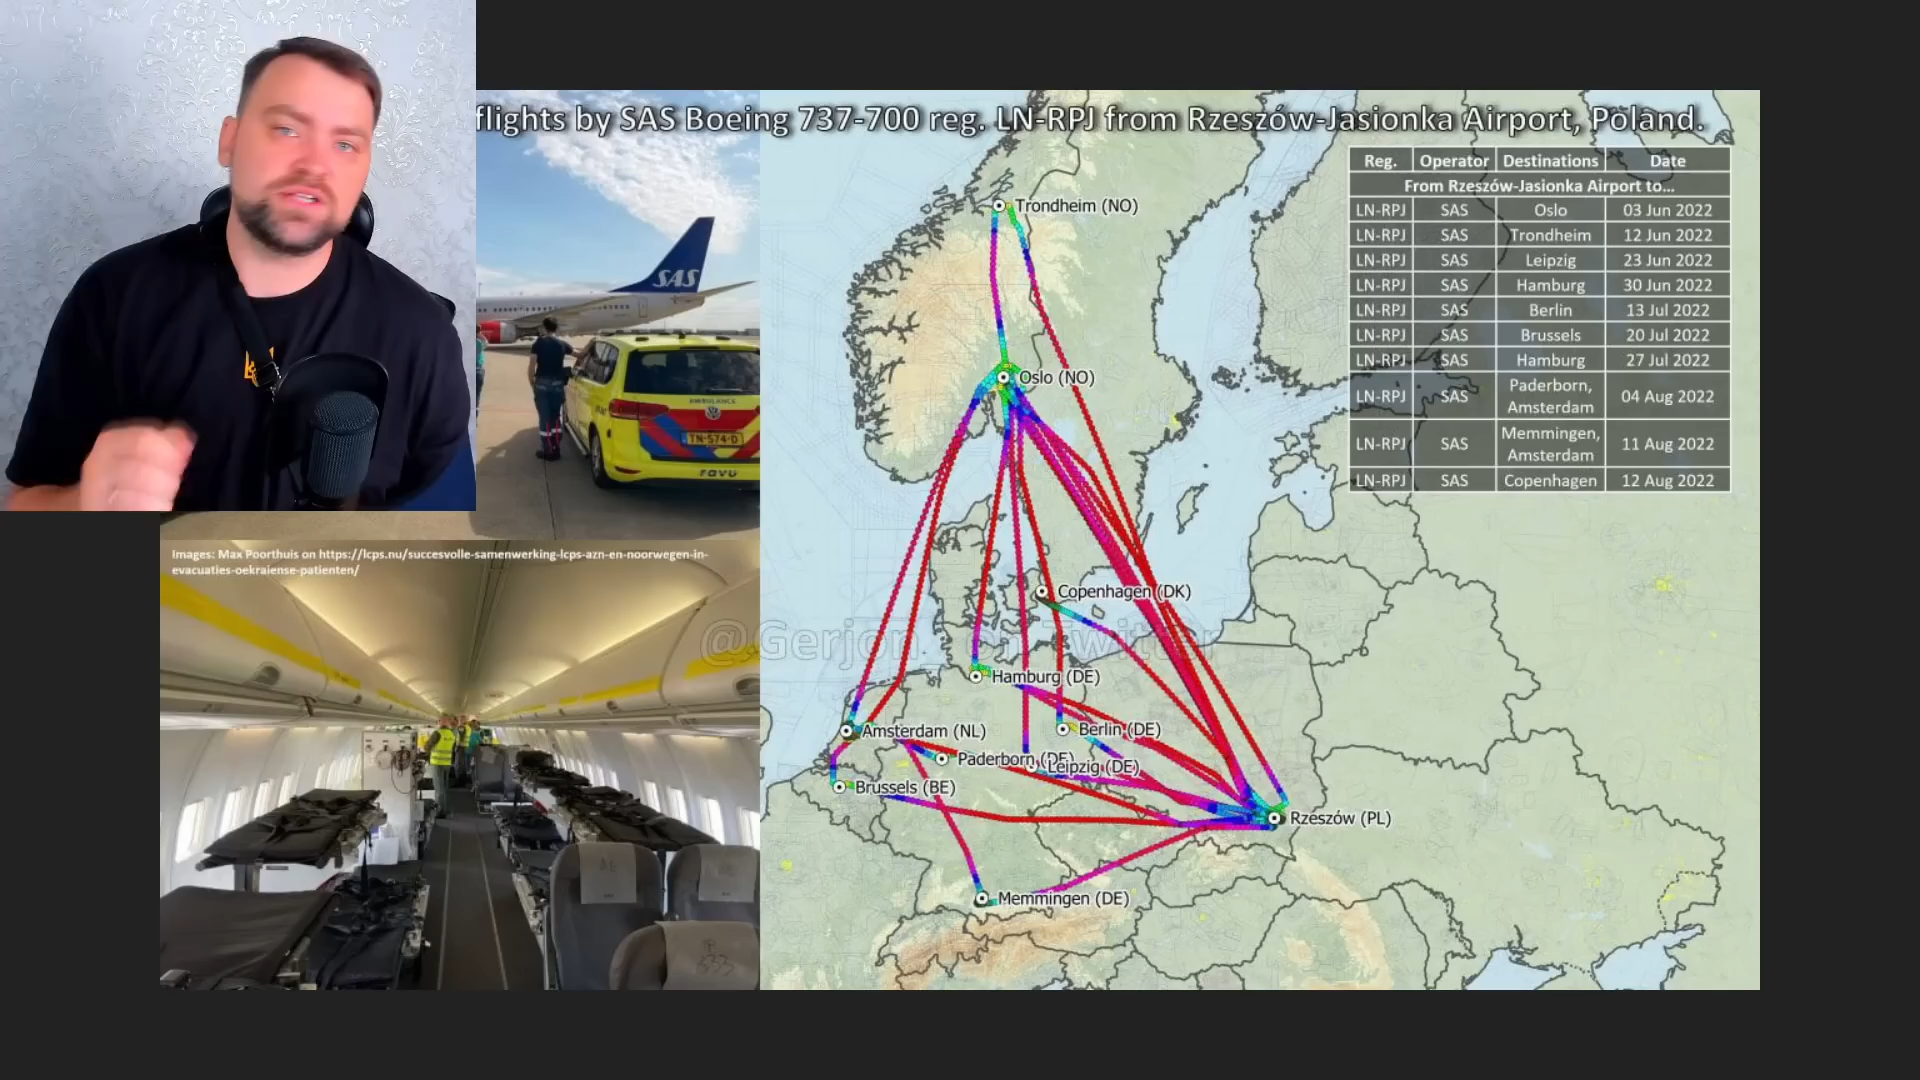 flights by SAS Boeing 737-700 reg. LN-RPJ from Rzeszów-Jasionka Airport, Poland.
Reg. Operator Destinations Date
From Rzeszów-Jasionka Airport to...
LN-RPJ SAS Oslo 03 Jun 2022
LN-RPJ SAS Trondheim 12 Jun 2022
LN-RPJ SAS Leipzig 23 Jun 2022
LN-RPJ SAS Hamburg 30 Jun 2022
LN-RPJ SAS Berlin 13 Jul 2022
LN-RPJ SAS Brussels 20 Jul 2022
LN-RPJ SAS Hamburg 27 Jul 2022
LN-RPJ SAS Paderborn, Amsterdam 04 Aug 2022
LN-RPJ SAS Memmingen, Amsterdam 11 Aug 2022
LN-RPJ SAS Copenhagen 12 Aug 2022
Trondheim (NO)
Oslo (NO)
Copenhagen (DK)
@Gerjon_ on Twitter
Hamburg (DE)
Amsterdam (NL)
Berlin (DE)
Paderborn (DE)
Leipzig (DE)
Brussels (BE)
Rzeszów (PL)
Memmingen (DE)
SAS
AMBULANCE
TN-574-D
Images: Max Poorthuis on https://lcps.nu/succesvolle-samenwerking-lcps-azn-en-noorwegen-in-
evacuaties-oekraiense-patienten/